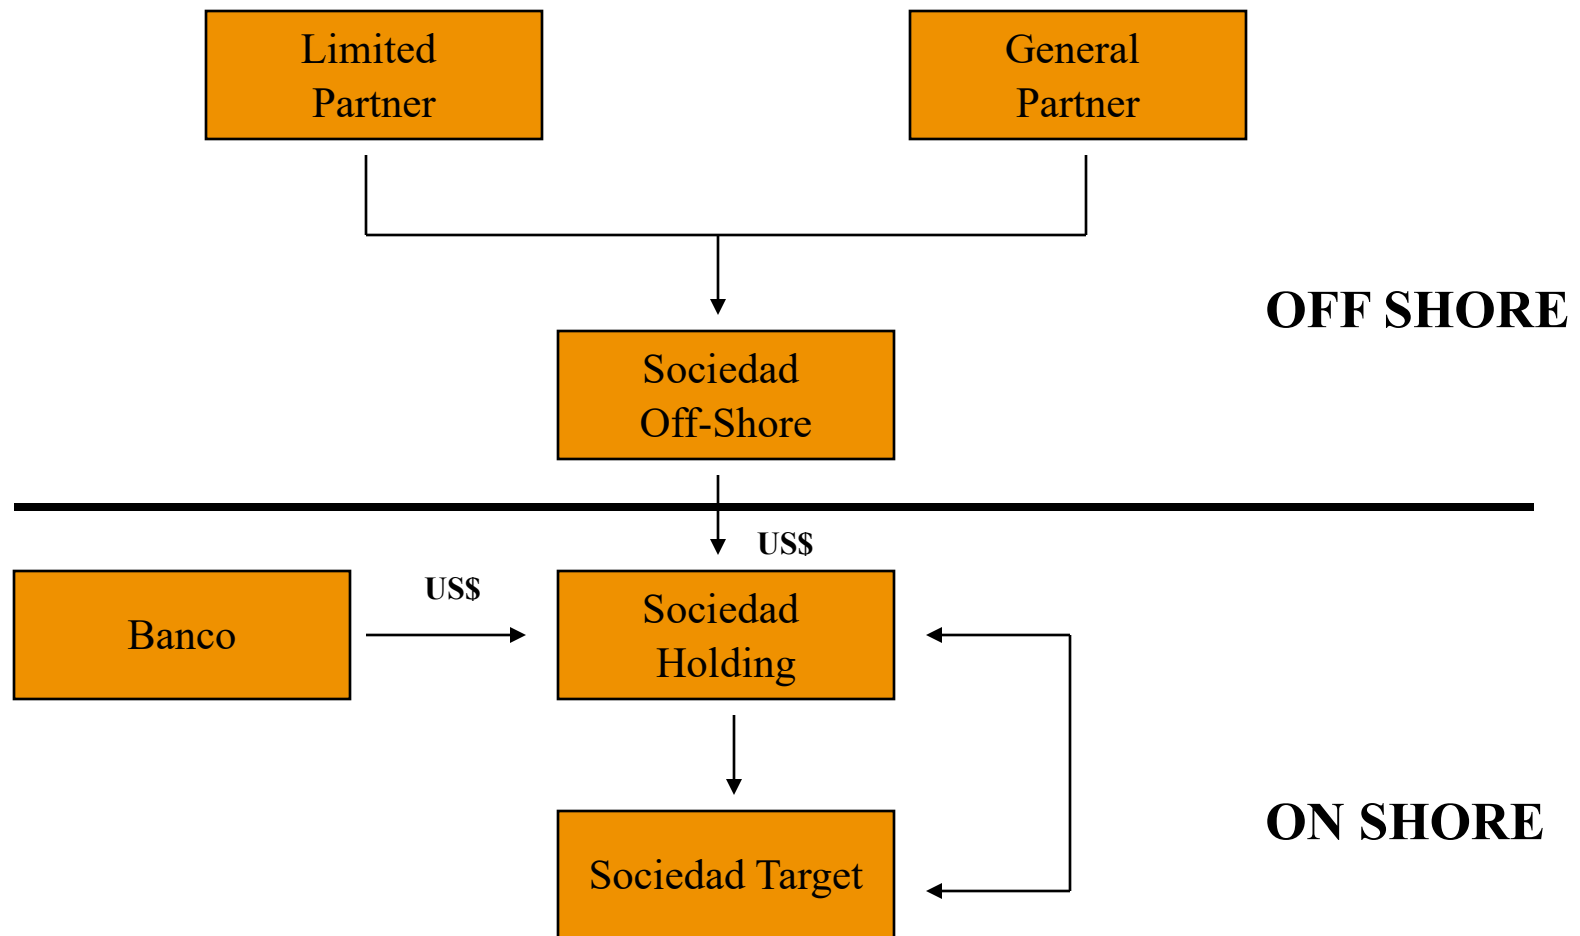 Limited
Partner
General
Partner
OFF SHORE
Sociedad
Off-Shore
US$
US$
Banco
Sociedad
Holding
ON SHORE
Sociedad Target